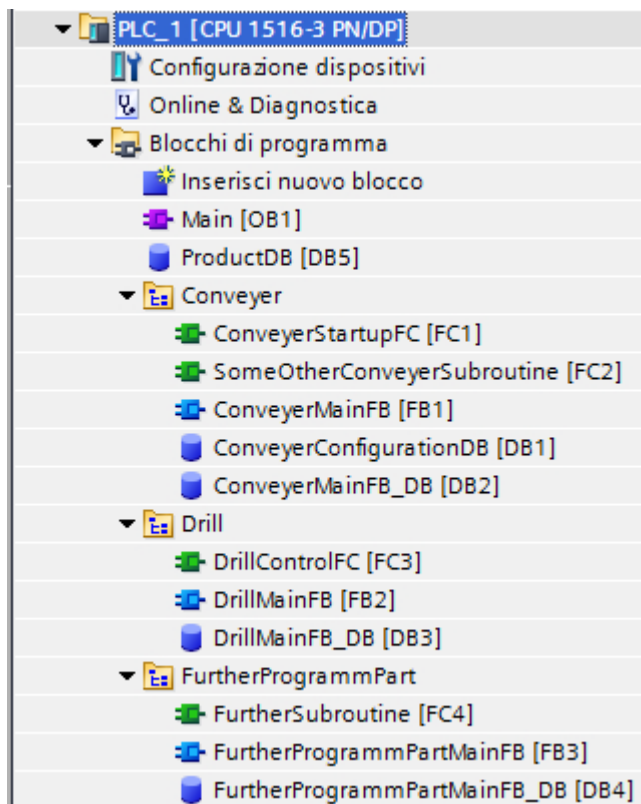 PLC_1 [CPU 1516-3 PN/DP]
Configurazione dispositivi
Online & Diagnostica
Blocchi di programma
Inserisci nuovo blocco
Main [OB1]
ProductDB [DB5]
Conveyer
ConveyerStartupFC [FC1]
SomeOtherConveyerSubroutine [FC2]
ConveyerMainFB [FB1]
ConveyerConfigurationDB [DB1]
ConveyerMainFB_DB [DB2]
Drill
DrillControlFC [FC3]
DrillMainFB [FB2]
DrillMainFB_DB [DB3]
FurtherProgrammPart
FurtherSubroutine [FC4]
FurtherProgrammPartMainFB [FB3]
FurtherProgrammPartMainFB_DB [DB4]